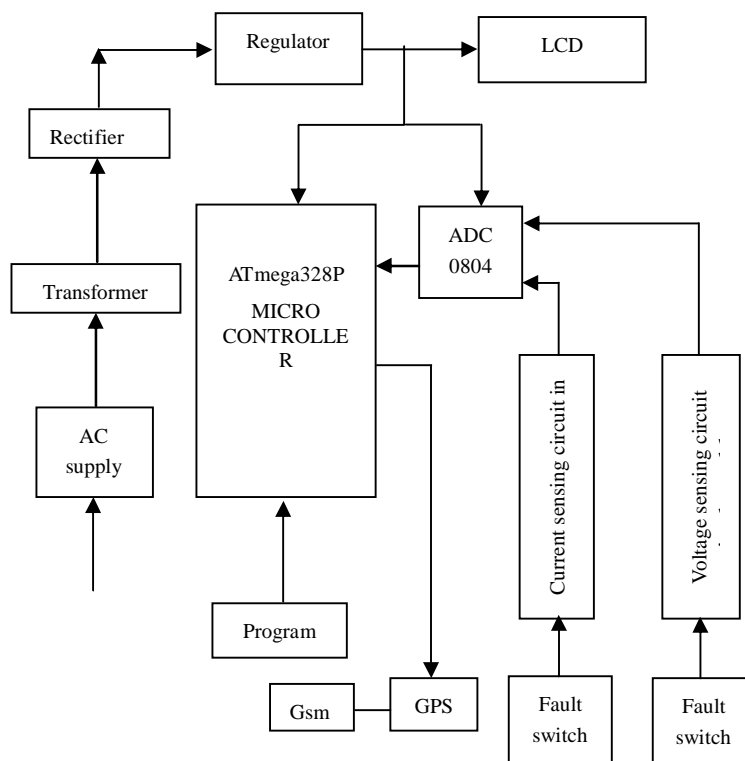 Regulator
LCD
Rectifier
ADC
0804
ATmega328P
MICRO
CONTROLLE
R
Transformer
AC
supply
Current sensing circuit in
Voltage sensing circuit
Program
Gsm
GPS
Fault
switch
Fault
switch